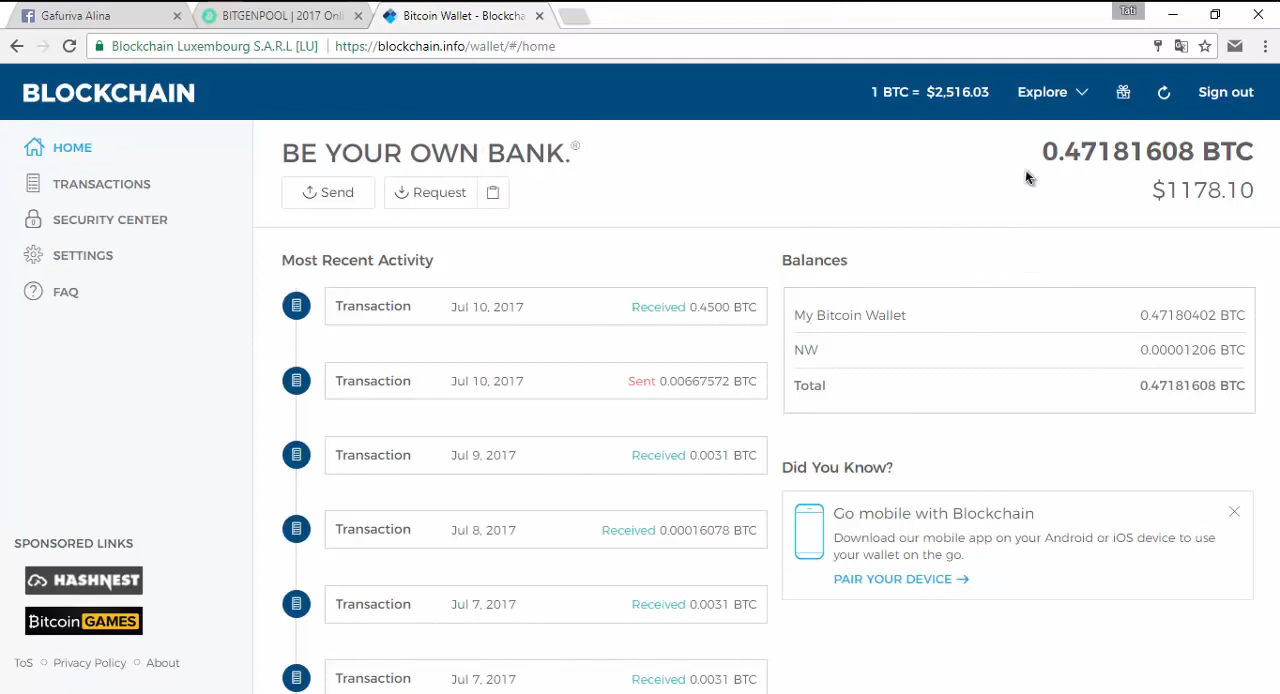 Gafuriva Alina
BITGENPOOL | 2017 Onli
Bitcoin Wallet - Blockcha
Tati
Blockchain Luxembourg S.A.R.L [LU]
https://blockchain.info/wallet/#/home
BLOCKCHAIN
1 BTC = $2,516.03
Explore
Sign out
HOME
TRANSACTIONS
SECURITY CENTER
SETTINGS
FAQ
BE YOUR OWN BANK.®
0.47181608 BTC
$1178.10
Send
Request
Most Recent Activity
Transaction Jul 10, 2017 Received 0.4500 BTC
Transaction Jul 10, 2017 Sent 0.00667572 BTC
Transaction Jul 9, 2017 Received 0.0031 BTC
Transaction Jul 8, 2017 Received 0.00016078 BTC
Transaction Jul 7, 2017 Received 0.0031 BTC
Transaction Jul 7, 2017 Received 0.0031 BTC
Balances
My Bitcoin Wallet 0.47180402 BTC
NW 0.00001206 BTC
Total 0.47181608 BTC
Did You Know?
Go mobile with Blockchain
Download our mobile app on your Android or iOS device to use
your wallet on the go.
PAIR YOUR DEVICE →
SPONSORED LINKS
HASHNEST
Bitcoin GAMES
ToS Privacy Policy About